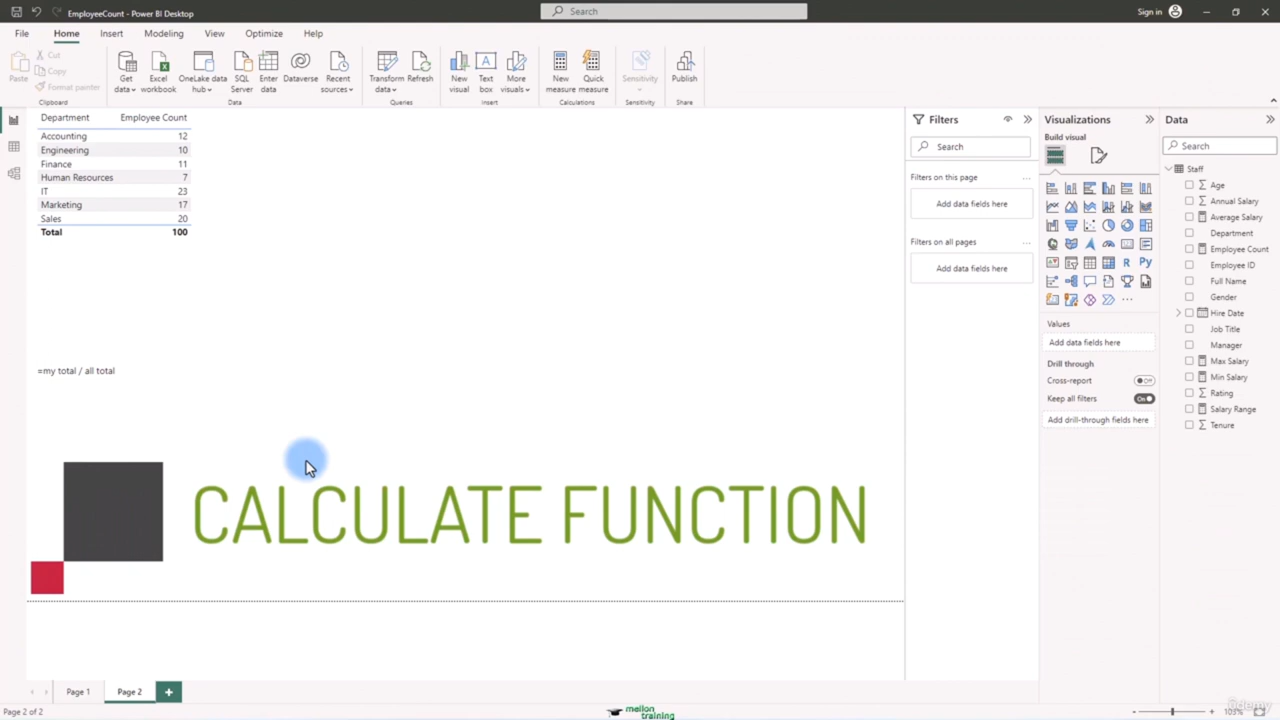 EmployeeCount - Power BI Desktop
Search
Sign in
File Home Insert Modeling View Optimize Help
Paste
Cut
Copy
Format painter
Clipboard
Get data
Excel workbook
OneLake data hub
SQL Server
Enter data
Dataverse
Recent sources
Data
Transform data
Refresh
Queries
New visual
Text box
More visuals
Insert
New measure
Quick measure
Calculations
Sensitivity
Sensitivity
Publish
Share
Department Employee Count
Accounting 12
Engineering 10
Finance 11
Human Resources 7
IT 23
Marketing 17
Sales 20
Total 100
=my total / all total
CALCULATE FUNCTION
Filters
Search
Filters on this page ...
Add data fields here
Filters on all pages ...
Add data fields here
Visualizations
Build visual
R Py
Values
Add data fields here
Drill through
Cross-report Off
Keep all filters On
Add drill-through fields here
Data
Search
Staff
Age
Annual Salary
Average Salary
Department
Employee Count
Employee ID
Full Name
Gender
Hire Date
Job Title
Manager
Max Salary
Min Salary
Rating
Salary Range
Tenure
Page 1 Page 2 +
Page 2 of 2
mellon
training
- + 103%
udemy